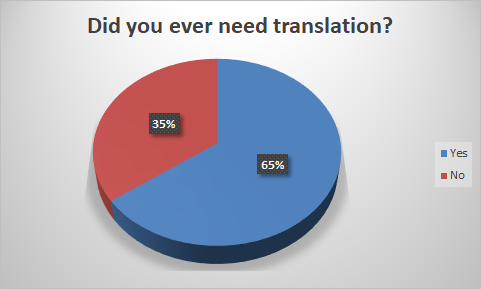 Did you ever need translation?
35%
65%
Yes
No